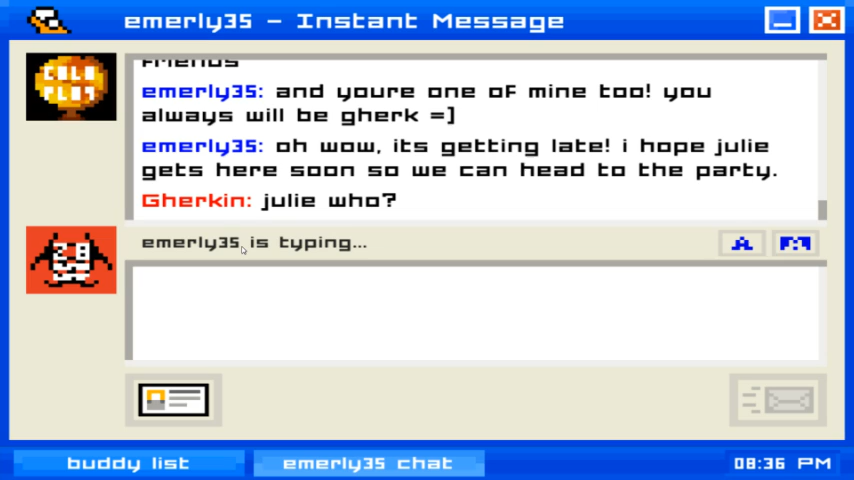 emerly35 - Instant Message
friends
emerly35: and youre one of mine too! you
always will be gherk =]
emerly35: oh wow, its getting late! i hope julie
gets here soon so we can head to the party.
Gherkin: julie who?
emerly35 is typing...
A
buddy list
emerly35 chat
08:36 PM